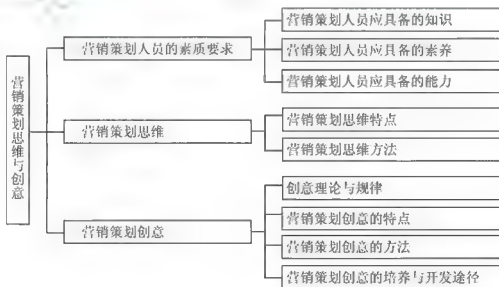 营销策划思维与创意
营销策划人员的素质要求
营销策划人员应具备的知识
营销策划人员应具备的素养
营销策划人员应具备的能力
营销策划思维
营销策划思维特点
营销策划思维方法
营销策划创意
创意理论与规律
营销策划创意的特点
营销策划创意的方法
营销策划创意的培养与开发途径